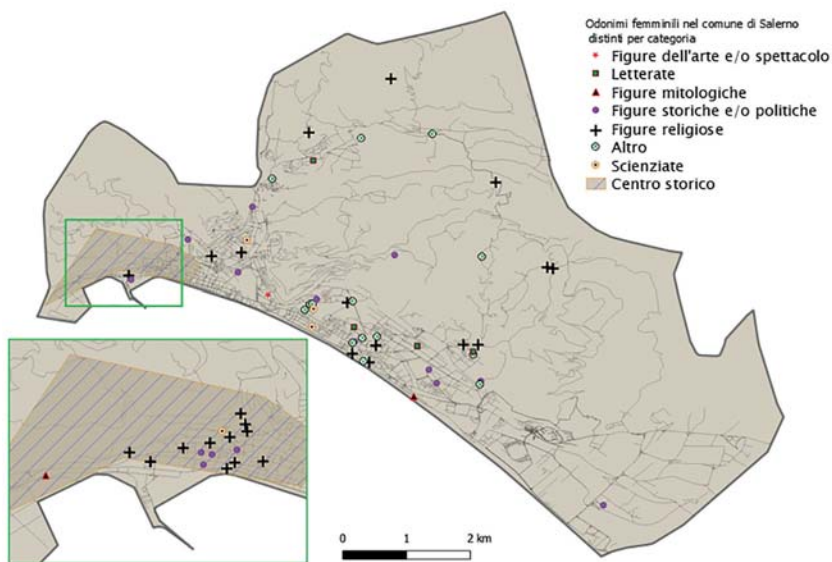 Odonimi femminili nel comune di Salerno
distinti per categoria
Figure dell'arte e/o spettacolo
Letterate
Figure mitologiche
Figure storiche e/o politiche
Figure religiose
Altro
Scienziate
Centro storico
0 1 2 km